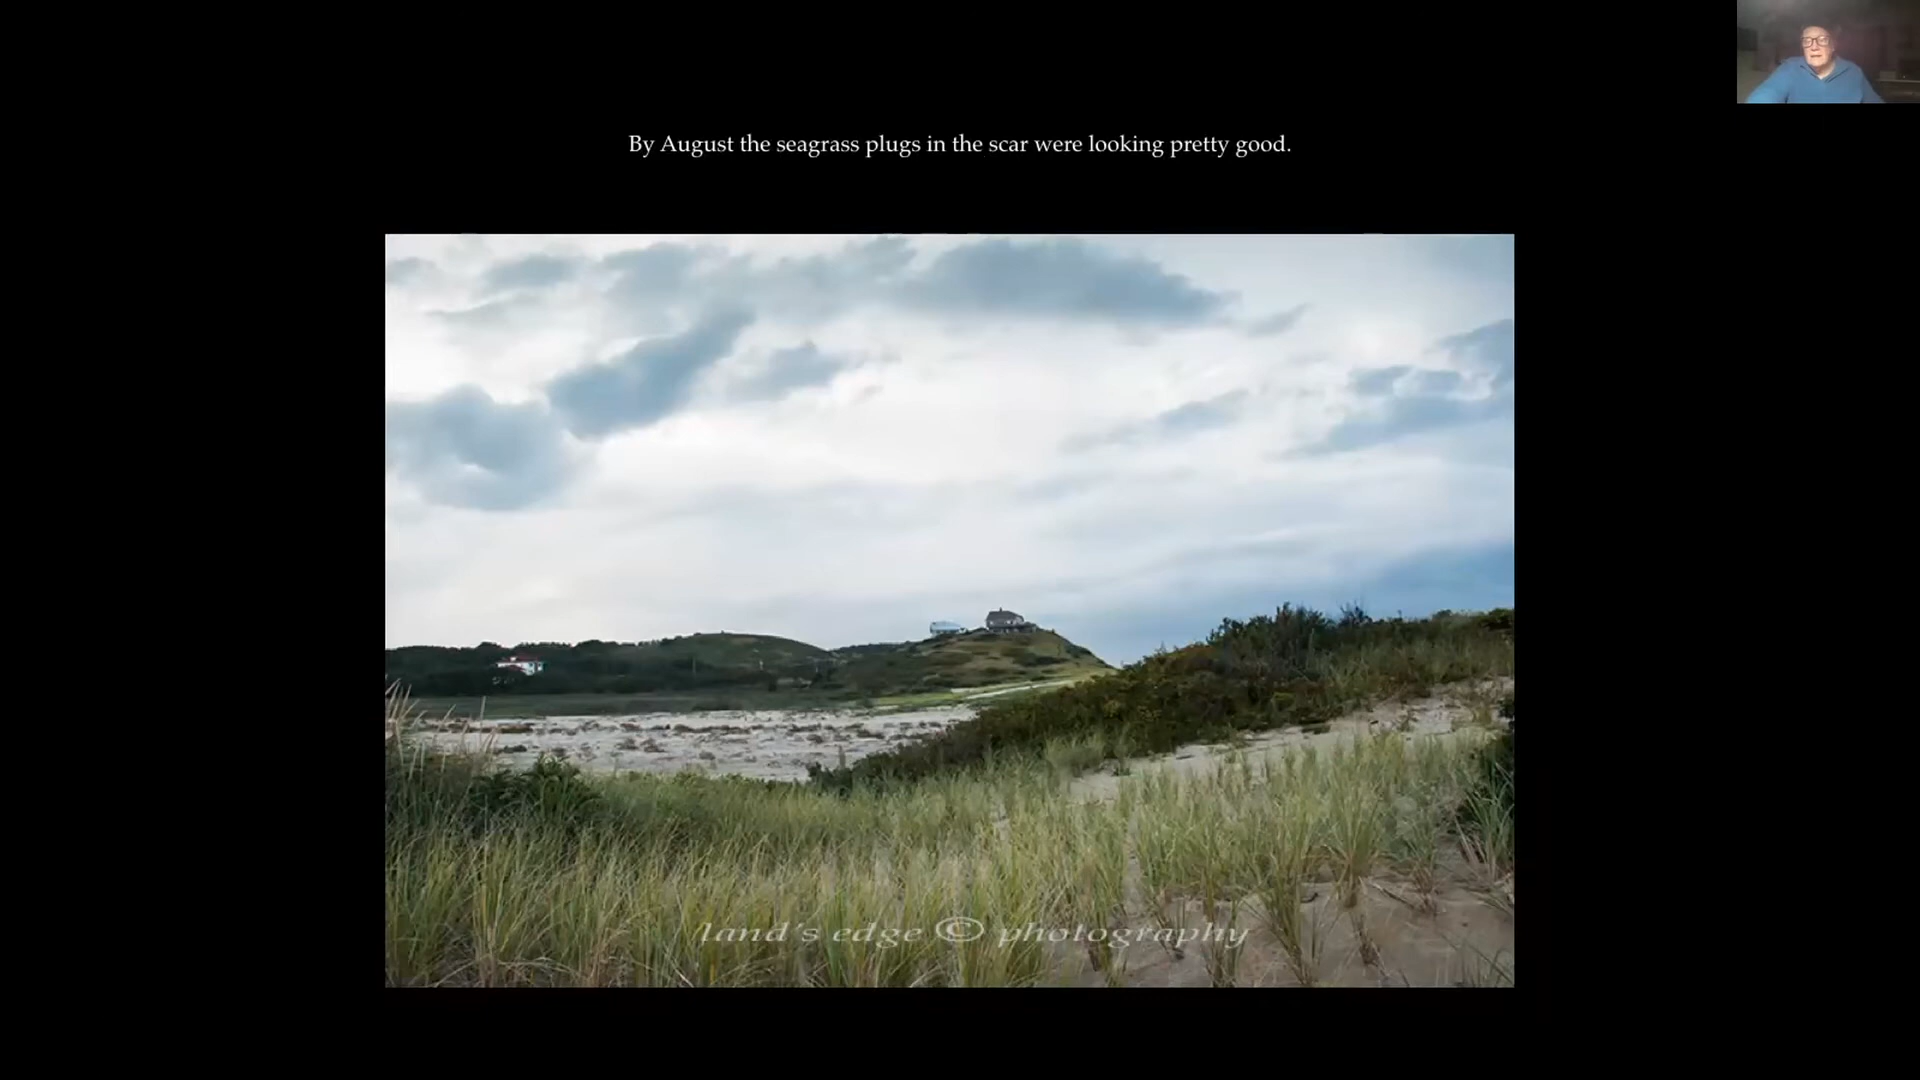 By August the seagrass plugs in the scar were looking pretty good.
land's edge © photography